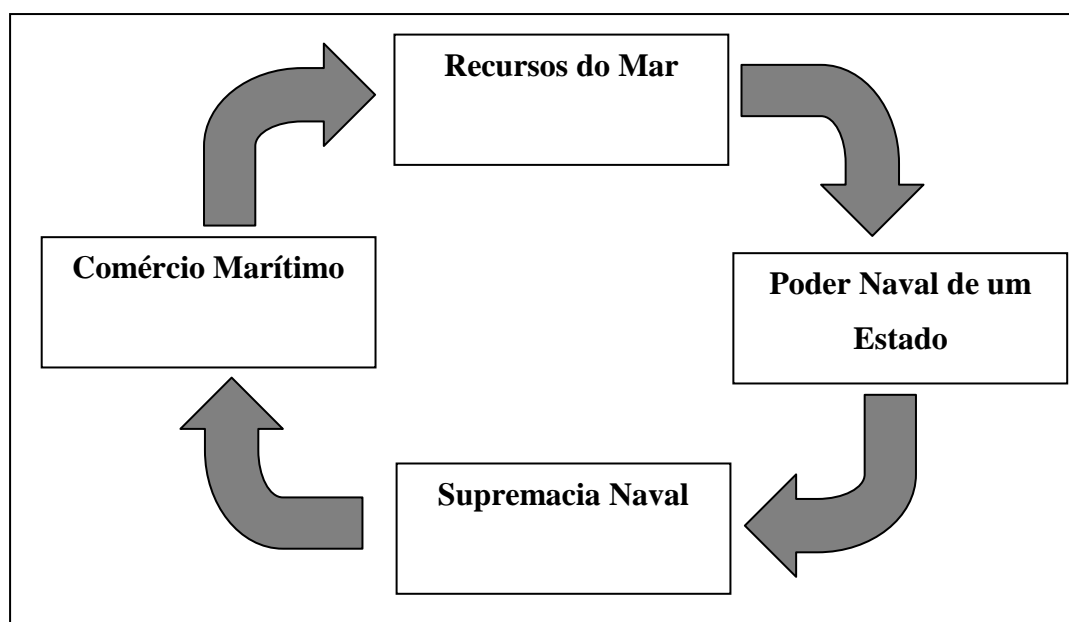 Recursos do Mar
Comércio Marítimo
Poder Naval de um
Estado
Supremacia Naval